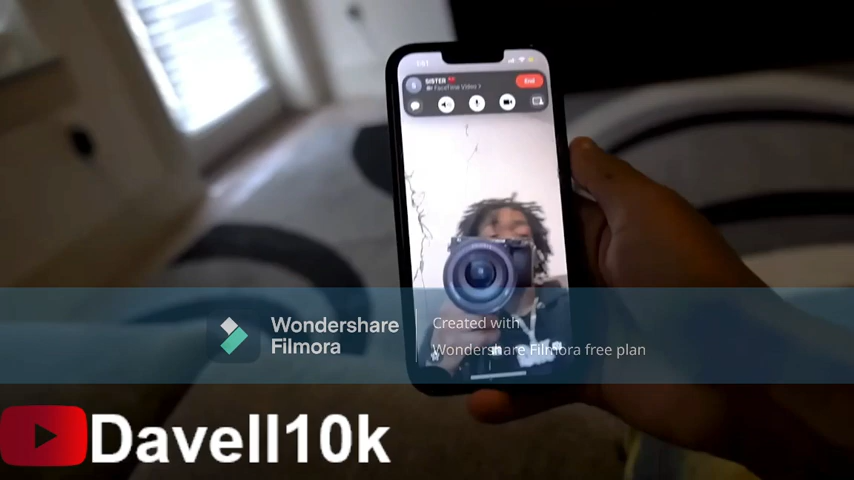 SISTER
FaceTime Video >
End
Wondershare
Filmora
Created with
Wondershare Filmora free plan
Davell10k